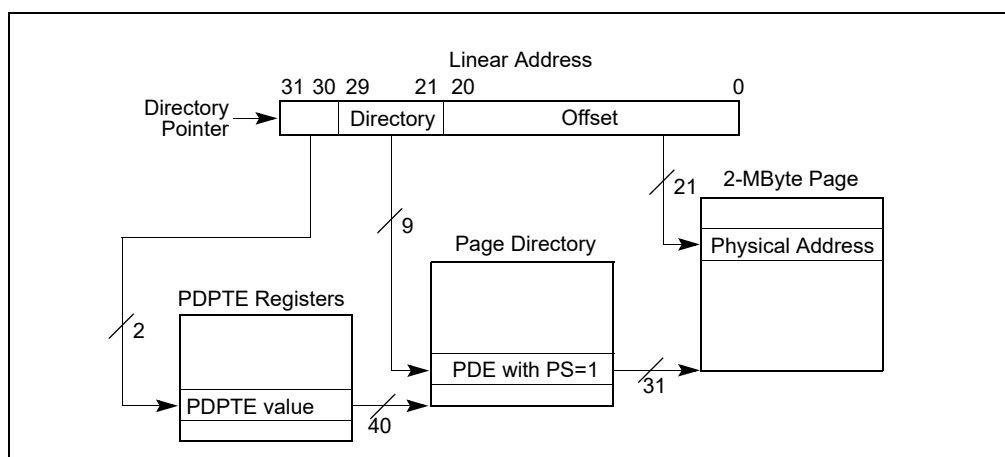 Linear Address
31 30 29 21 20 0
Directory
Pointer
Directory
Offset
21
2-MByte Page
9
Page Directory
Physical Address
PDPTE Registers
2
PDE with PS=1
31
PDPTE value
40